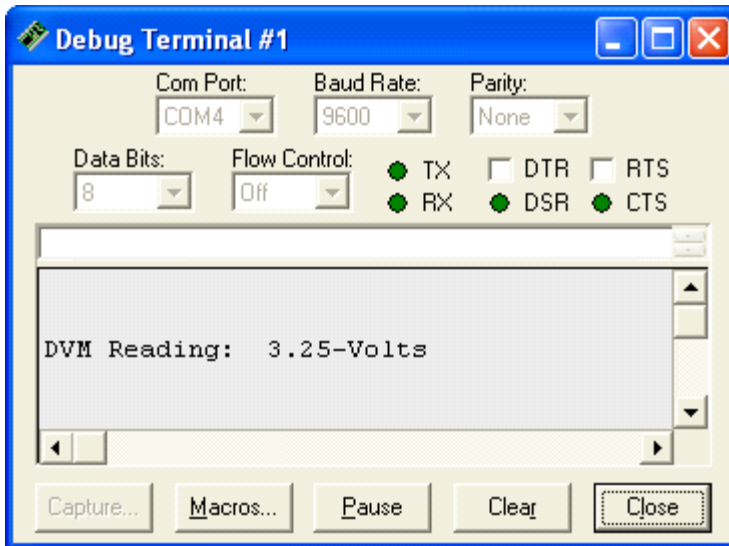 Debug Terminal #1
Com Port: Baud Rate: Parity:
COM4 9600 None
Data Bits: Flow Control: TX DTR RTS
8 Off RX DSR CTS
DVM Reading:  3.25-Volts
Capture... Macros... Pause Clear Close